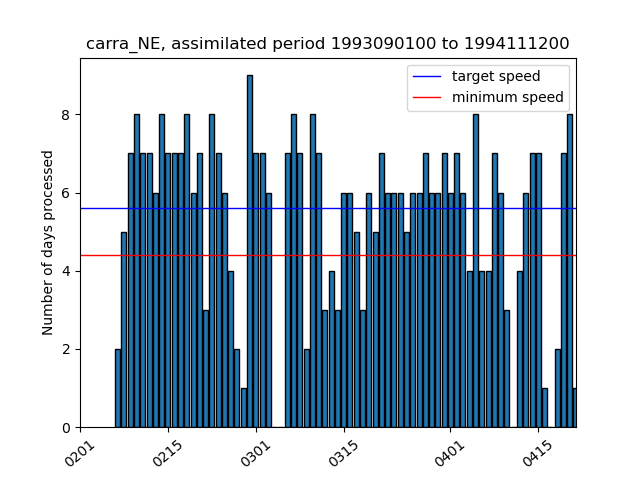 carra_NE, assimilated period 1993090100 to 1994111200
target speed
minimum speed
Number of days processed
8
6
4
2
0
0201
0215
0301
0315
0401
0415